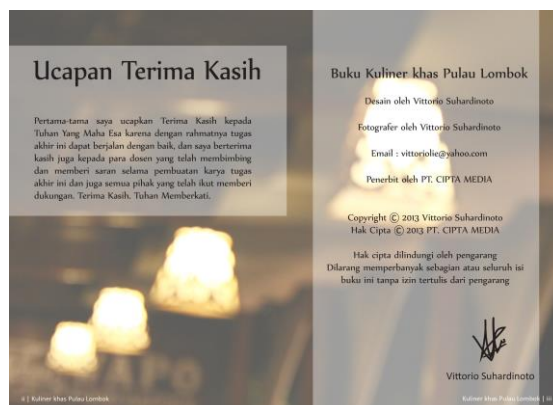 Ucapan Terima Kasih
Pertama-tama saya ucapkan Terima Kasih kepada
Tuhan Yang Maha Esa karena dengan rahmatnya tugas
akhir ini dapat berjalan dengan baik, dan saya berterima
kasih juga kepada para dosen yang telah membimbing
dan memberi saran selama pembuatan karya tugas
akhir ini dan juga semua pihak yang telah ikut memberi
dukungan. Terima Kasih. Tuhan Memberkati.
ii | Kuliner khas Pulau Lombok
Buku Kuliner khas Pulau Lombok
Desain oleh Vittorio Suhardinoto
Fotografer oleh Vittorio Suhardinoto
Email : vittoriolie@yahoo.com
Penerbit oleh PT. CIPTA MEDIA
Copyright © 2013 Vittorio Suhardinoto
Hak Cipta © 2013 PT. CIPTA MEDIA
Hak cipta dilindungi oleh pengarang
Dilarang memperbanyak sebagian atau seluruh isi
buku ini tanpa izin tertulis dari pengarang
Vittorio Suhardinoto
Kuliner khas Pulau Lombok | iii